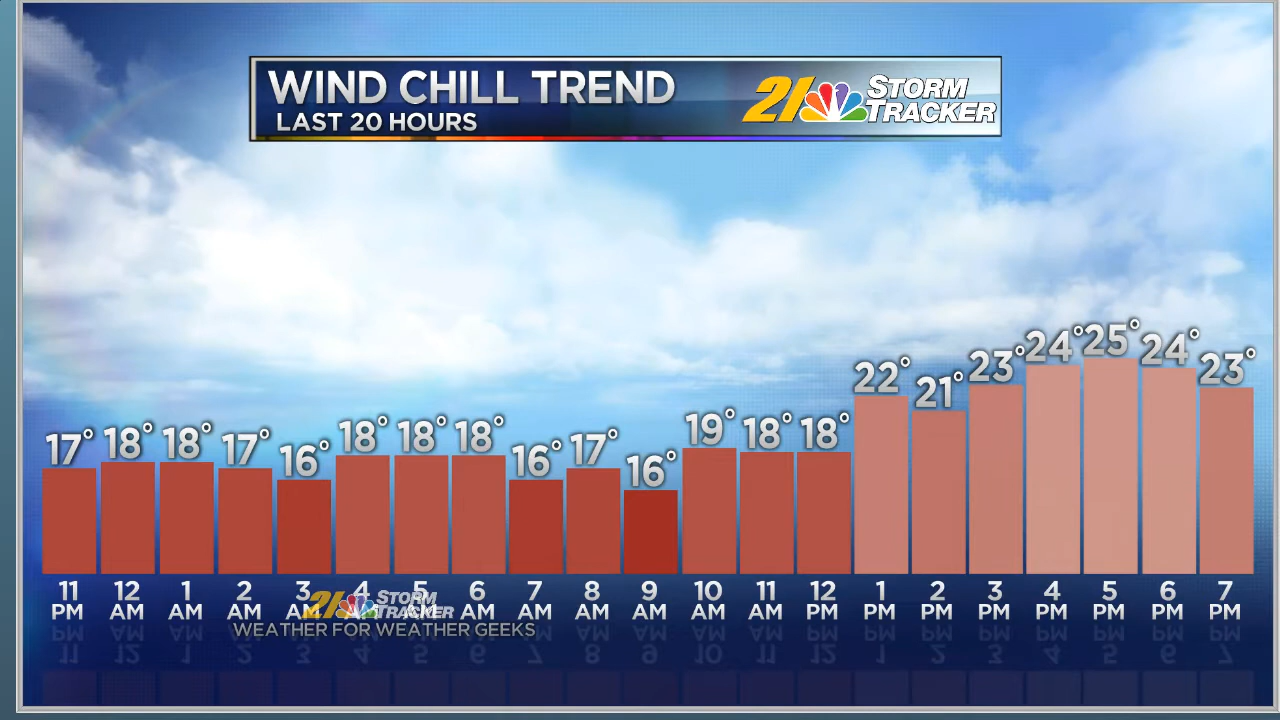 WIND CHILL TREND
LAST 20 HOURS
21 STORM
TRACKER
17° 18° 18° 17° 16° 18° 18° 18° 16° 17° 16° 19° 18° 18° 22° 21° 23° 24° 25° 24° 23°
11 12 1 2 3 4 5 6 7 8 9 10 11 12 1 2 3 4 5 6 7
PM AM AM AM AM AM AM AM AM AM AM AM PM PM PM PM PM PM PM PM
21 STORM
TRACKER
WEATHER FOR WEATHER GEEKS